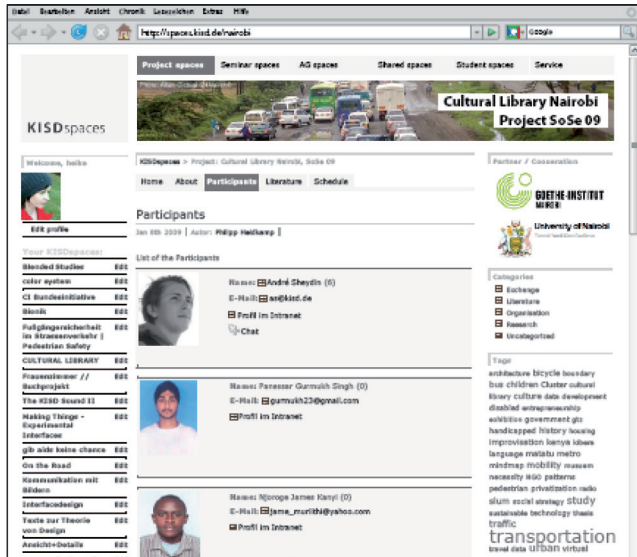 Datei Bearbeiten Ansicht Chronik Lesezeichen Extras Hilfe
http://spaces.kisd.de/nairobi
Google
KISDspaces
Project spaces Seminar spaces AG spaces Shared spaces Student spaces Service
Cultural Library Nairobi
Project SoSe 09
Welcome, heike
Edit profile
Your KISDspaces:
Blended Studies Edit
color system Edit
CI Bundesinitiative Edit
Bionik Edit
Fußgängersicherheit Edit
im Strassenverkehr |
Pedestrian Safety
CULTURAL LIBRARY Edit
Frauenzimmer // Edit
Buchprojekt
The KISD Sound II Edit
Making Things - Edit
Experimental
Interfaces
gib aids keine chance Edit
On the Road Edit
Kommunikation mit Edit
Bildern
Interfacedesign Edit
Texte zur Theorie Edit
von Design
Ansicht+Details Edit
KISDspaces > Project: Cultural Library Nairobi, SoSe 09
Home About Participants Literature Schedule
Participants
Jan 8th 2009 | Autor: Philipp Heidkamp |
List of the Participants
Name: André Sheydin (6)
E-Mail: as@kisd.de
Profil im Intranet
Chat
Name: Panessar Gurmukh Singh (0)
E-Mail: gurmukh23@gmail.com
Profil im Intranet
Name: Njoroge James Kanyi (0)
E-Mail: jame_muriithi@yahoo.com
Profil im Intranet
Partner / Cooperation
GOETHE-INSTITUT
NAIROBI
University of Nairobi
Categories
Exchange
Literature
Organisation
Research
Uncategorized
Tags
architecture bicycle boundary
bus children Cluster cultural
library culture data development
disabled entrepreneurship
exhibition government gtz
handicapped history housing
improvisation kenya kibera
language matatu metro
mindmap mobility museum
necessity NGO patterns
pedestrian privatization radio
slum social strategy study
sustainable technology thesis
traffic
transportation
travel data urban virtual